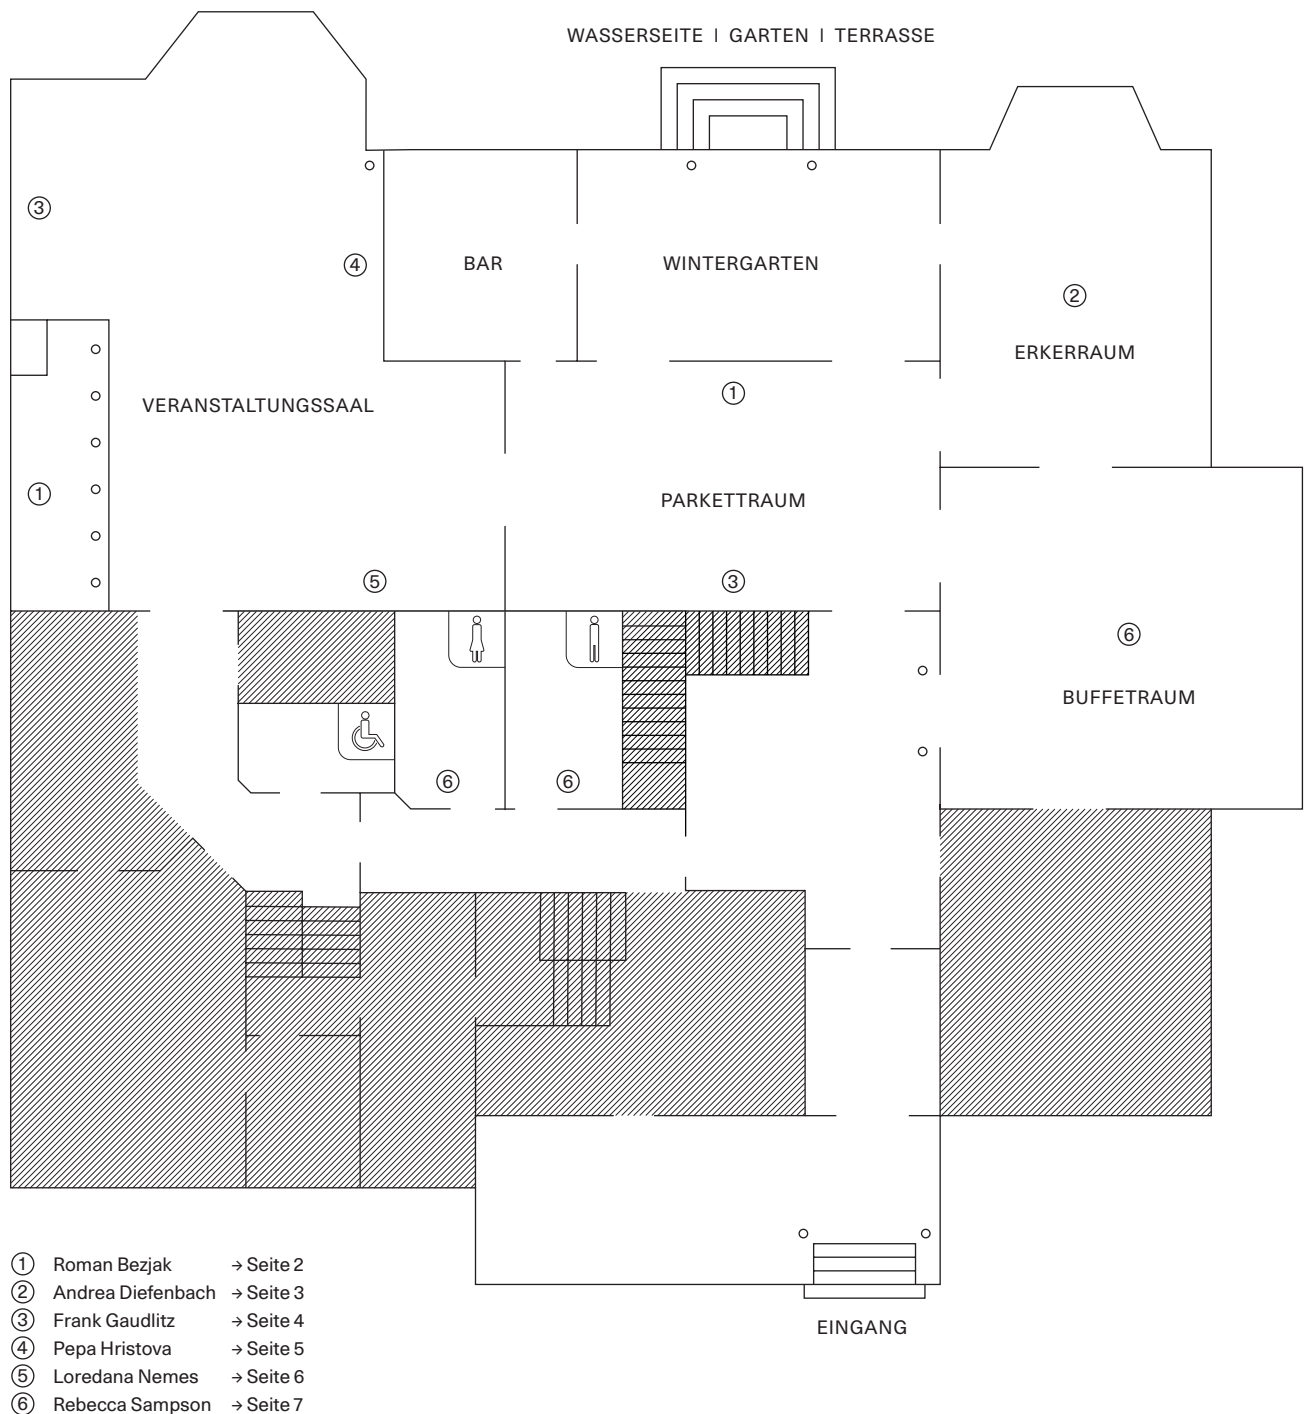 WASSERSEITE | GARTEN | TERRASSE
3
4
BAR
WINTERGARTEN
2
ERKERRAUM
1
VERANSTALTUNGSSAAL
1
PARKETTRAUM
5
3
6
BUFFETRAUM
6
6
1 Roman Bezjak → Seite 2
2 Andrea Diefenbach → Seite 3
3 Frank Gaudlitz → Seite 4
4 Pepa Hristova → Seite 5
5 Loredana Nemes → Seite 6
6 Rebecca Sampson → Seite 7
EINGANG